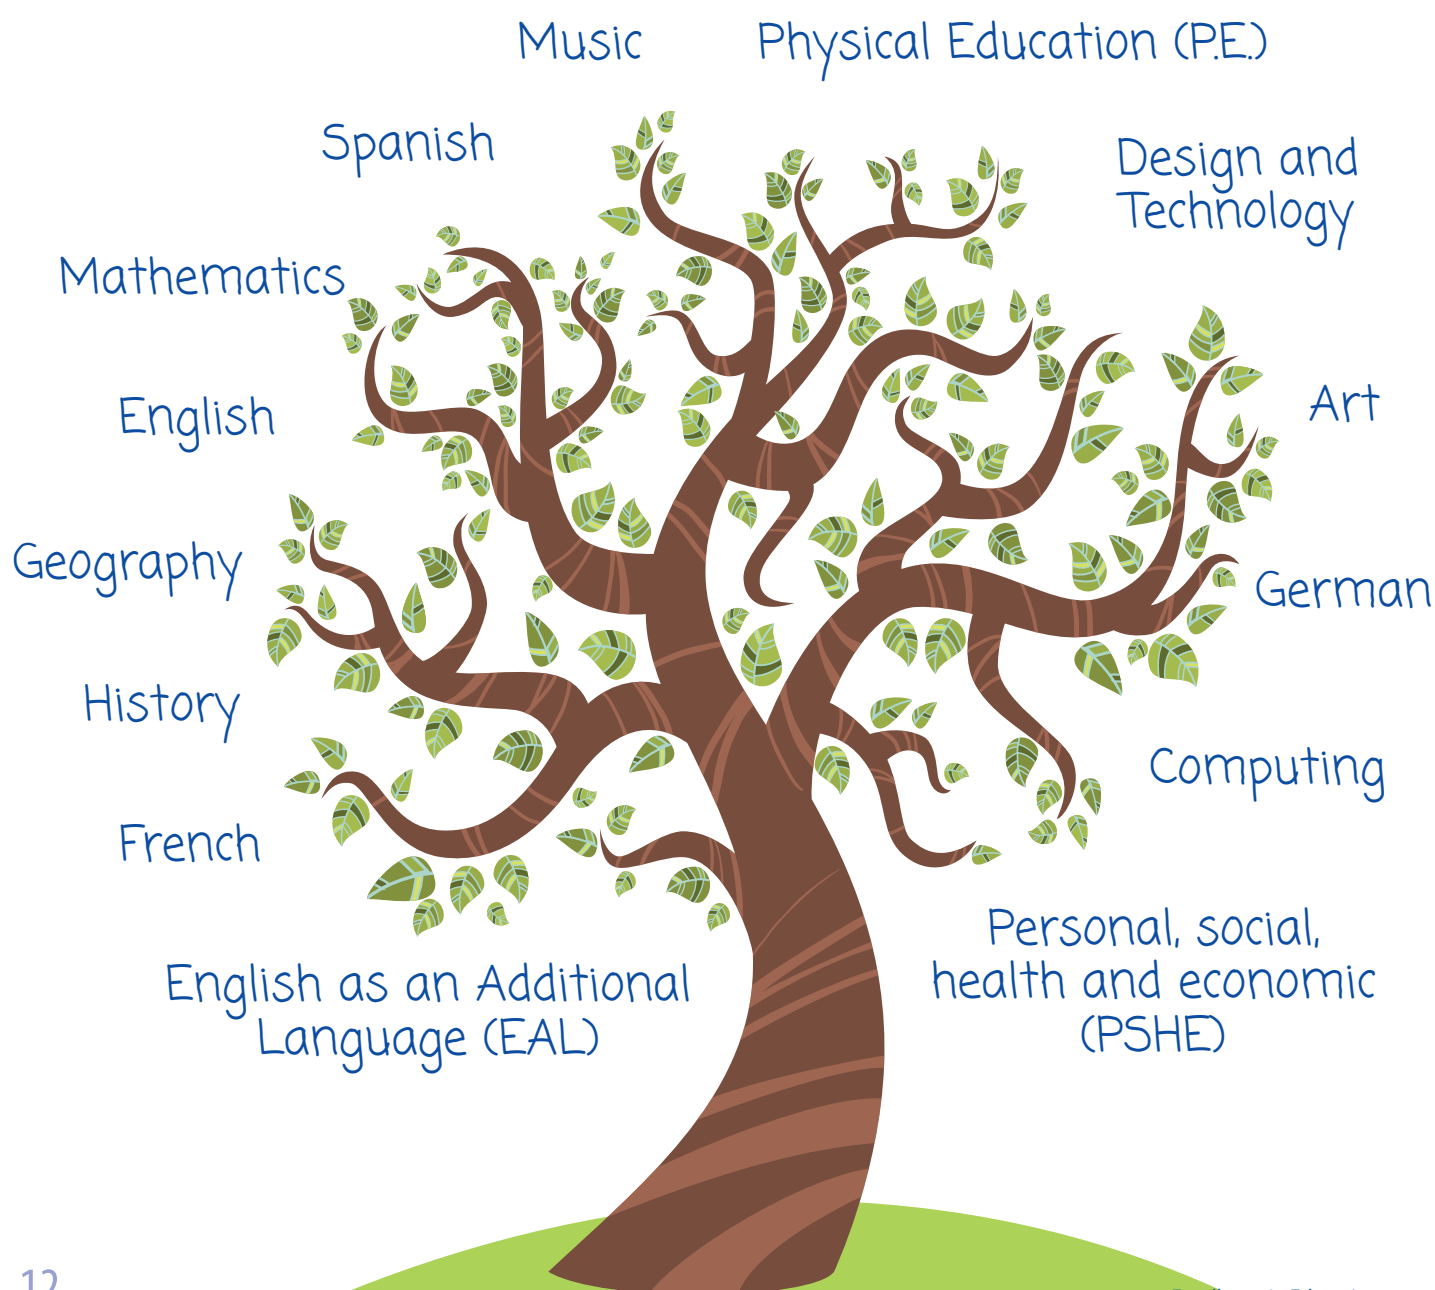 Music
Physical Education (P.E.)
Spanish
Design and
Technology
Mathematics
English
Art
Geography
German
History
Computing
French
Personal, social,
health and economic
(PSHE)
English as an Additional
Language (EAL)
12